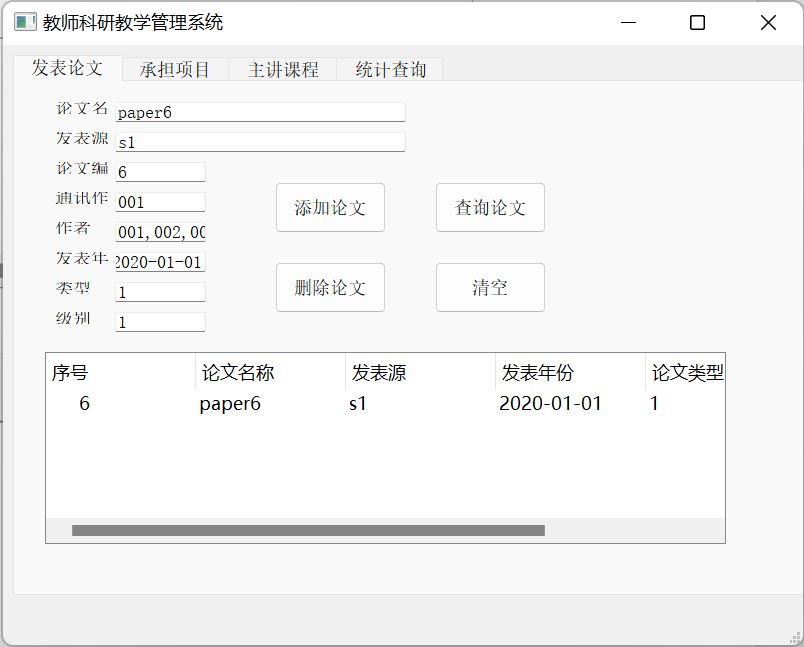 教师科研教学管理系统
发表论文 承担项目 主讲课程 统计查询
论文名 paper6
发表源 s1
论文编 6
通讯作 001
添加论文 查询论文
作者 001,002,00
发表年 2020-01-01
类型 1
删除论文 清空
级别 1
序号 论文名称 发表源 发表年份 论文类型
6 paper6 s1 2020-01-01 1